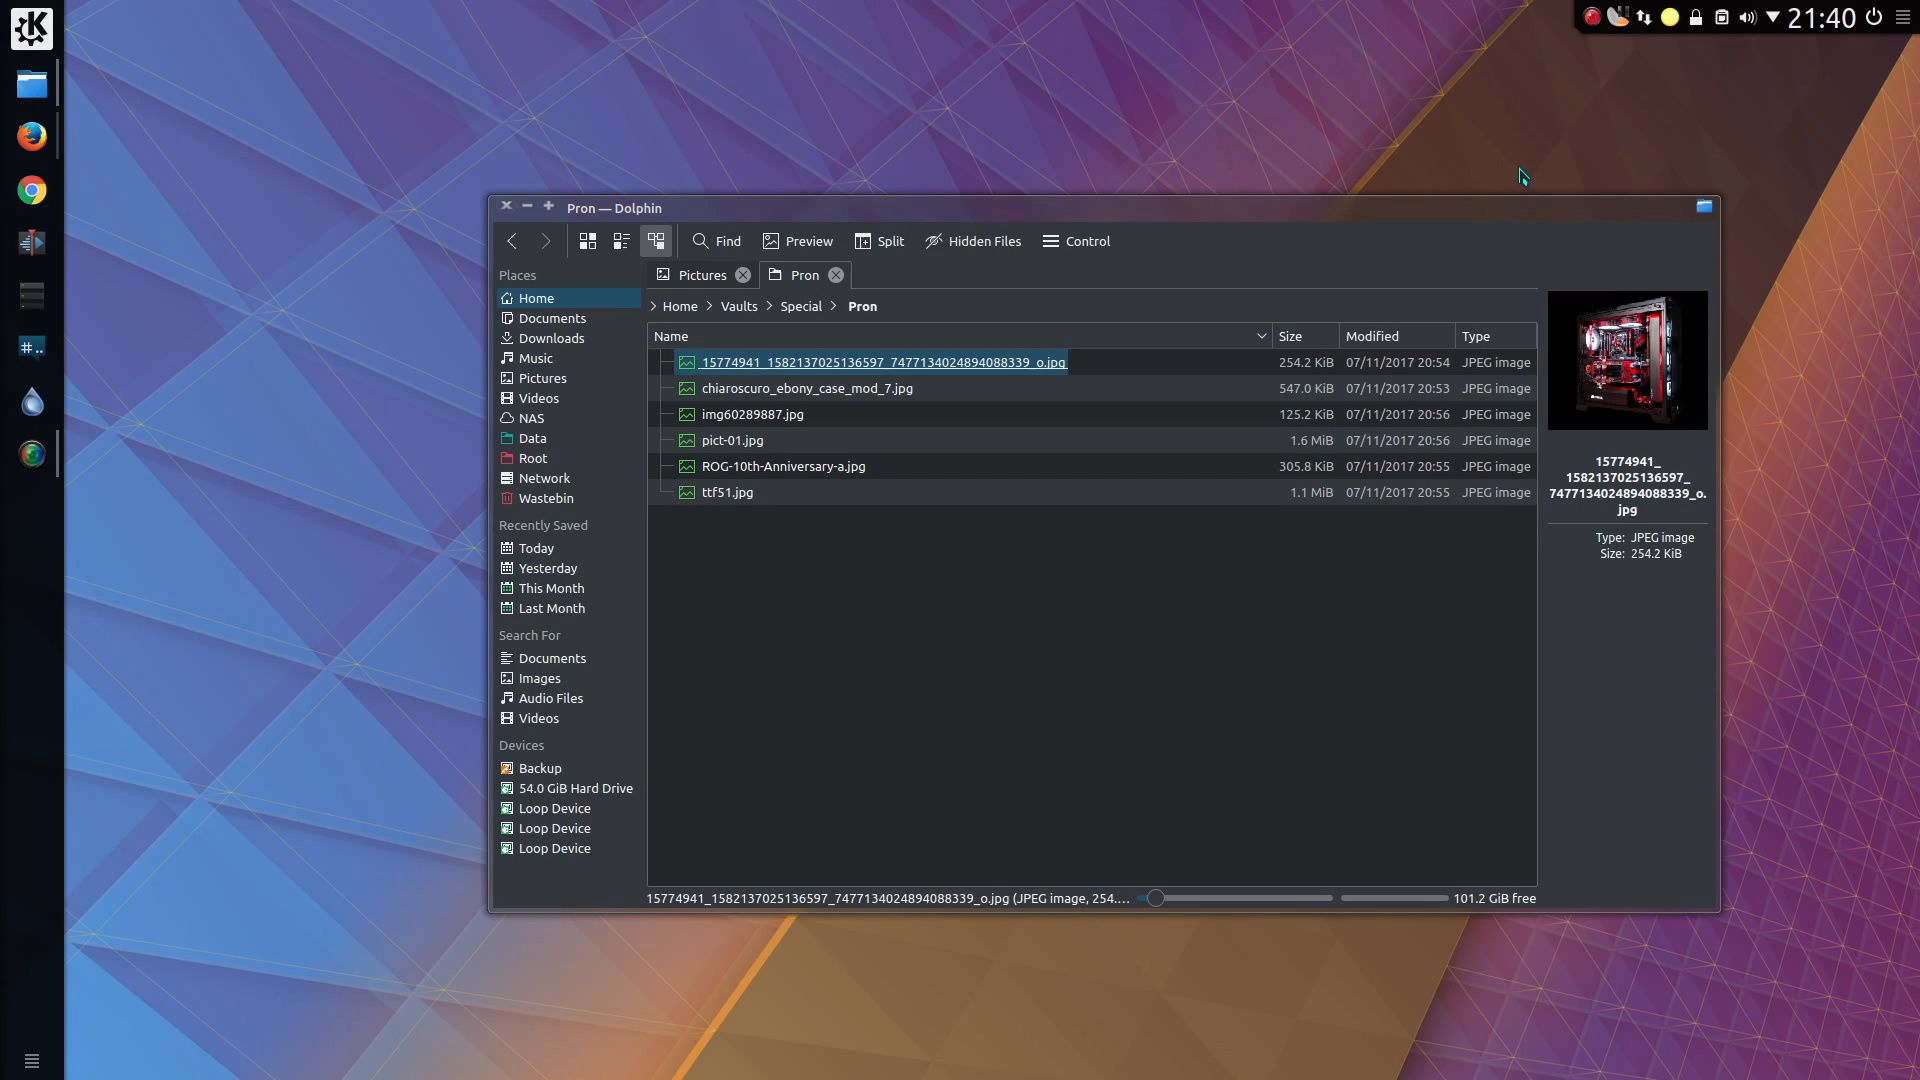 21:40
Pron — Dolphin
Find Preview Split Hidden Files Control
Places
Home
Documents
Downloads
Music
Pictures
Videos
NAS
Data
Root
Network
Wastebin
Recently Saved
Today
Yesterday
This Month
Last Month
Search For
Documents
Images
Audio Files
Videos
Devices
Backup
54.0 GiB Hard Drive
Loop Device
Loop Device
Loop Device
Pictures Pron
> Home > Vaults > Special > Pron
Name Size Modified Type
15774941_1582137025136597_7477134024894088339_o.jpg 254.2 KiB 07/11/2017 20:54 JPEG image
chiaroscuro_ebony_case_mod_7.jpg 547.0 KiB 07/11/2017 20:53 JPEG image
img60289887.jpg 125.2 KiB 07/11/2017 20:56 JPEG image
pict-01.jpg 1.6 MiB 07/11/2017 20:56 JPEG image
ROG-10th-Anniversary-a.jpg 305.8 KiB 07/11/2017 20:55 JPEG image
ttf51.jpg 1.1 MiB 07/11/2017 20:55 JPEG image
15774941_1582137025136597_7477134024894088339_o.jpg (JPEG image, 254.… 101.2 GiB free
15774941_
1582137025136597_
7477134024894088339_o.
jpg
Type: JPEG image
Size: 254.2 KiB